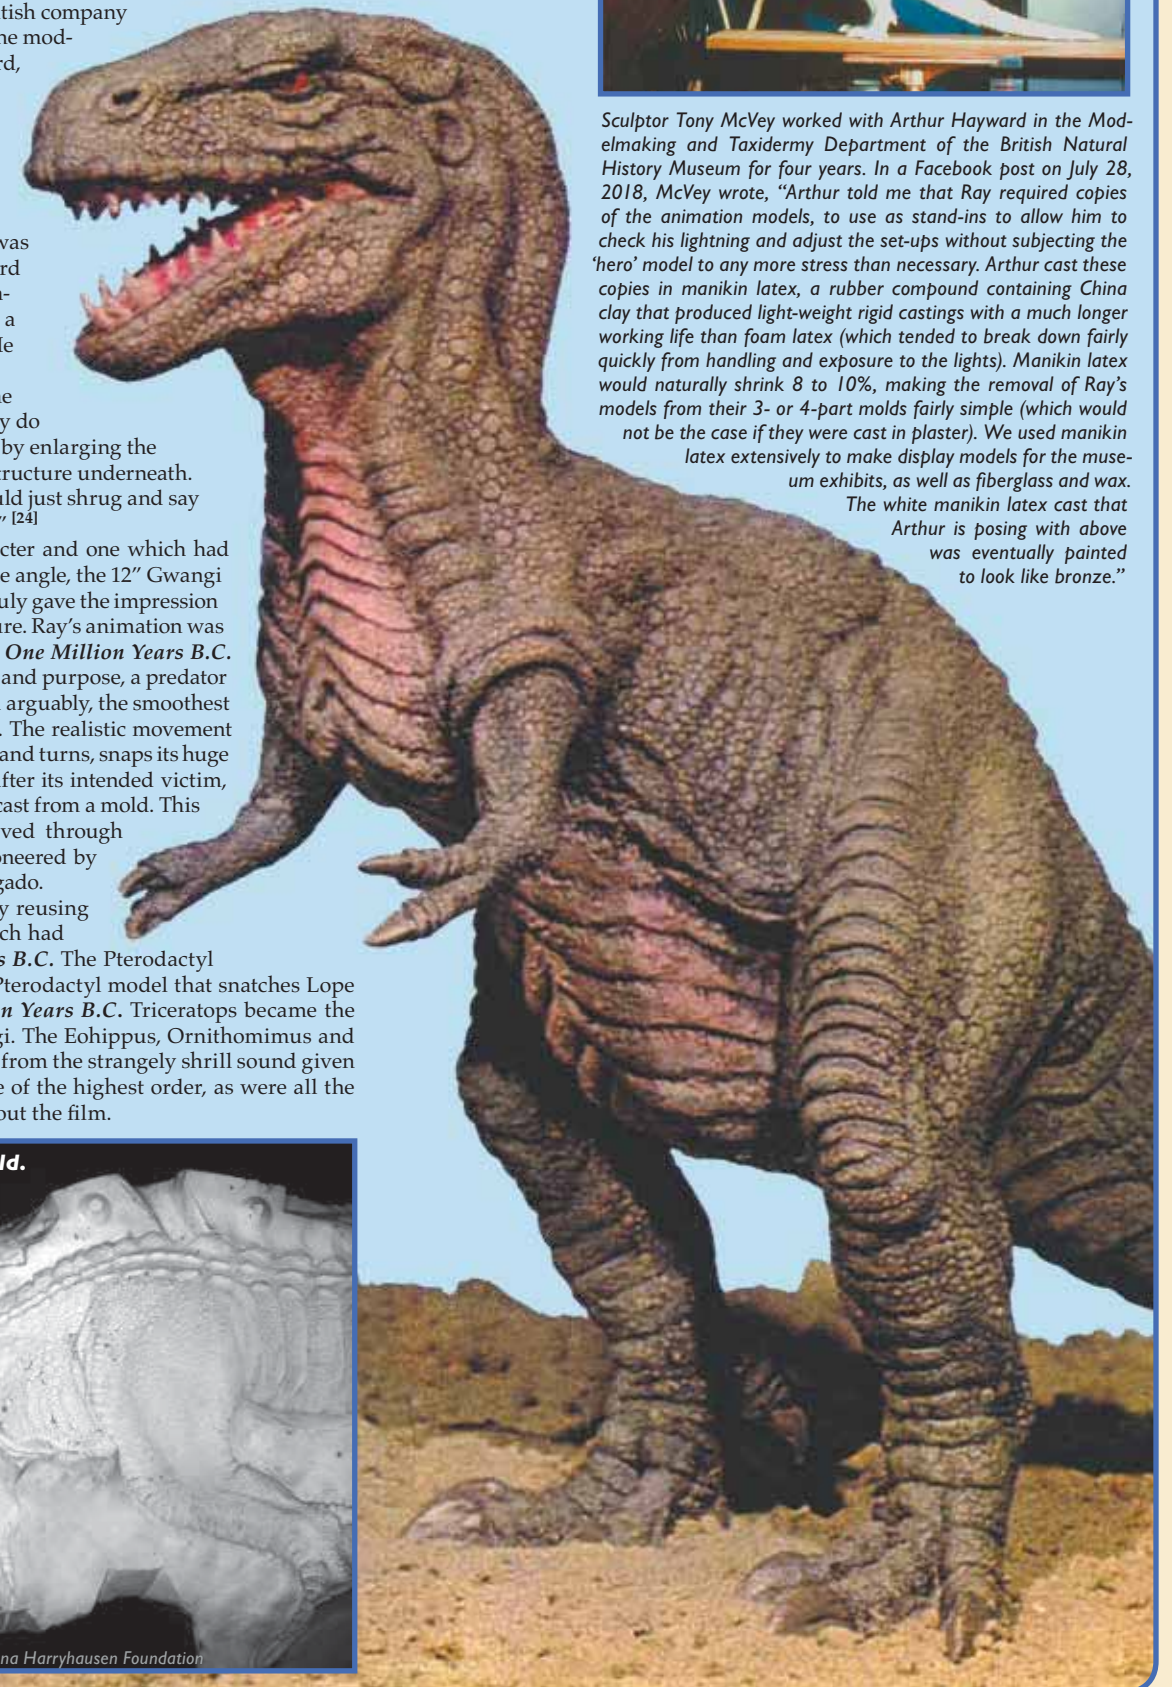 tish company
ne mod-
rd,
was
rd
n-
a
He
ne
y do
by enlarging the
tructure underneath.
uld just shrug and say
” [24]
cter and one which had
e angle, the 12” Gwangi
uly gave the impression
ure. Ray’s animation was
One Million Years B.C.
and purpose, a predator
arguably, the smoothest
. The realistic movement
and turns, snaps its huge
after its intended victim,
cast from a mold. This
ved through
oneered by
gado.
y reusing
ch had
s B.C. The Pterodactyl
Pterodactyl model that snatches Lope
n Years B.C. Triceratops became the
gi. The Eohippus, Ornithomimus and
from the strangely shrill sound given
e of the highest order, as were all the
out the film.
ld.
na Harryhausen Foundation
Sculptor Tony McVey worked with Arthur Hayward in the Mod-
elmaking and Taxidermy Department of the British Natural
History Museum for four years. In a Facebook post on July 28,
2018, McVey wrote, “Arthur told me that Ray required copies
of the animation models, to use as stand-ins to allow him to
check his lightning and adjust the set-ups without subjecting the
‘hero’ model to any more stress than necessary. Arthur cast these
copies in manikin latex, a rubber compound containing China
clay that produced light-weight rigid castings with a much longer
working life than foam latex (which tended to break down fairly
quickly from handling and exposure to the lights). Manikin latex
would naturally shrink 8 to 10%, making the removal of Ray’s
models from their 3- or 4-part molds fairly simple (which would
not be the case if they were cast in plaster). We used manikin
latex extensively to make display models for the muse-
um exhibits, as well as fiberglass and wax.
The white manikin latex cast that
Arthur is posing with above
was eventually painted
to look like bronze.”